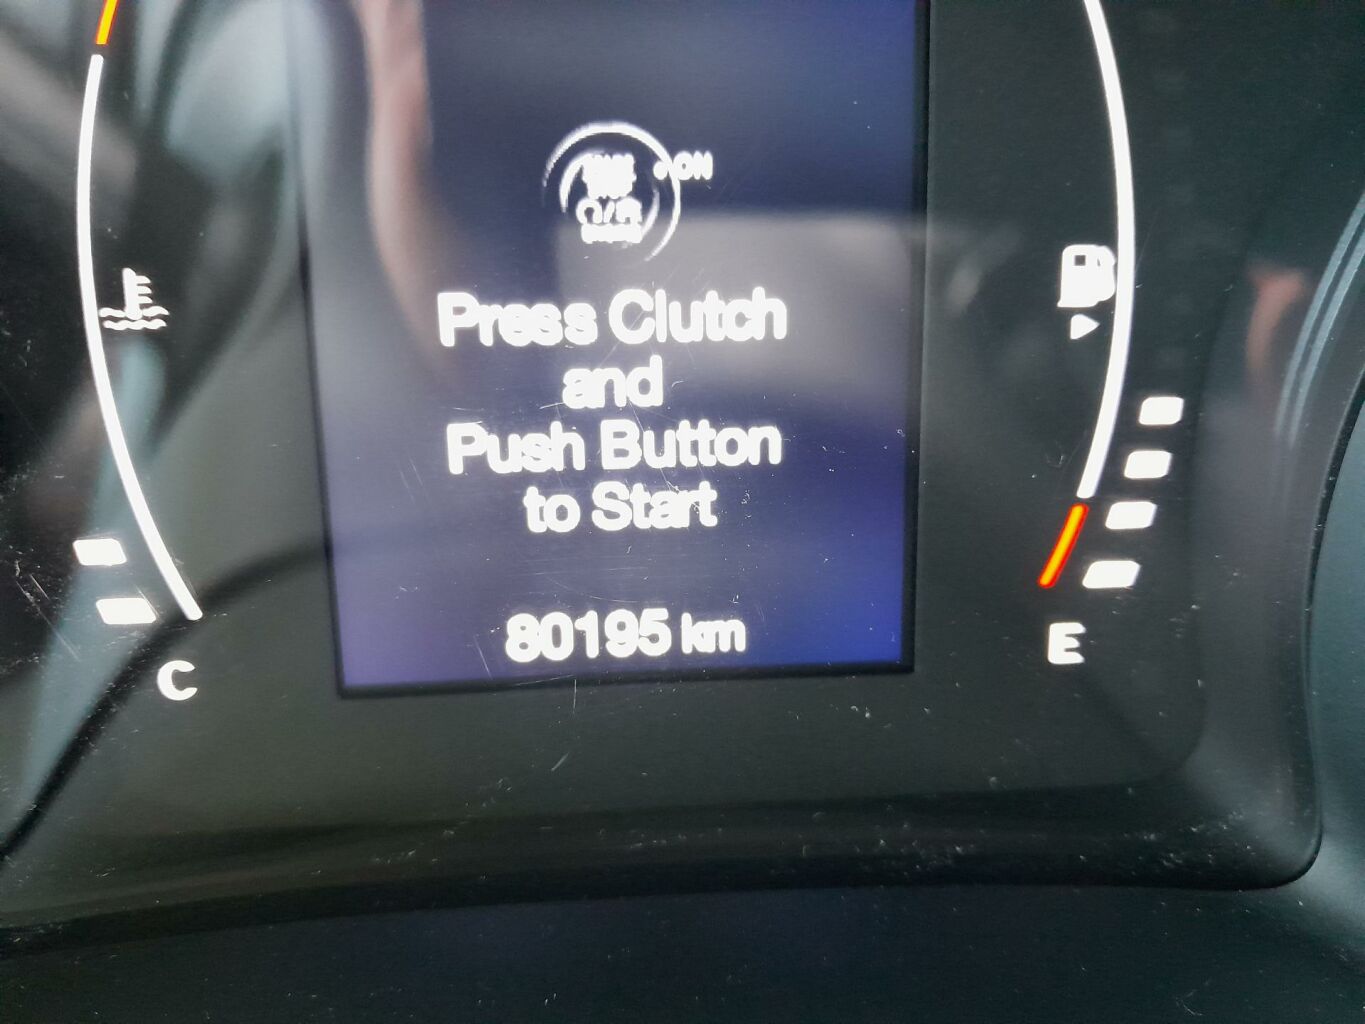 ON
Press Clutch
and
Push Button
to Start
80195 km
C
E